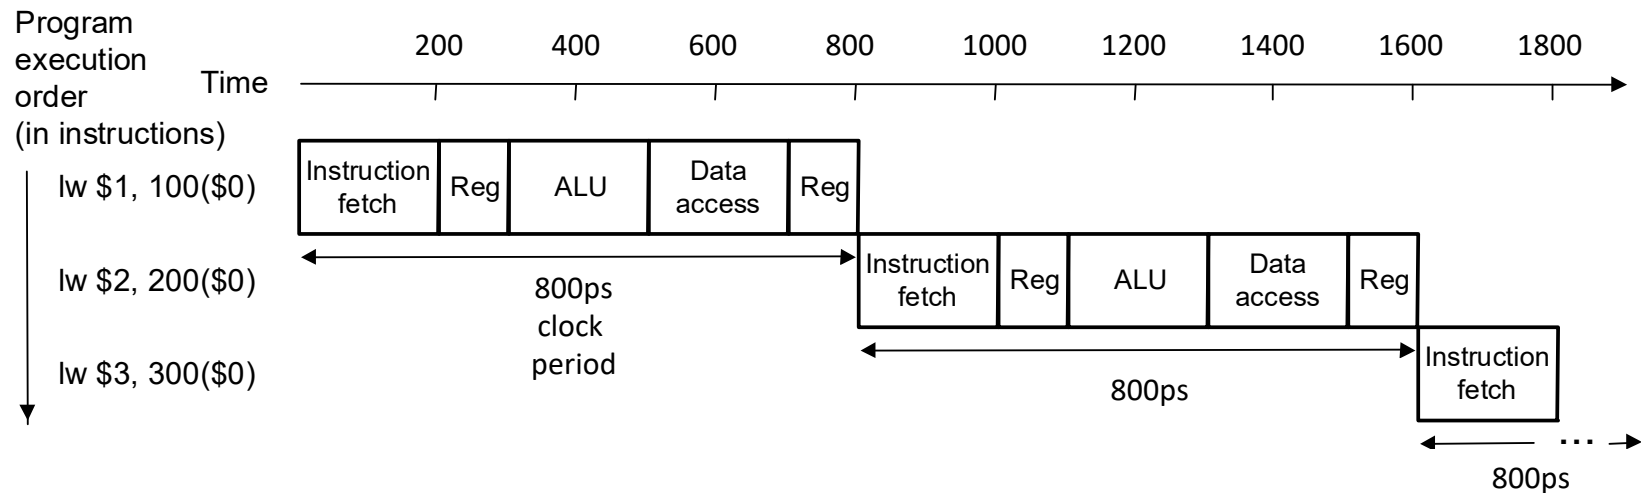 Program
execution
order
(in instructions)
Time
200 400 600 800 1000 1200 1400 1600 1800
lw $1, 100($0)
Instruction
fetch
Reg
ALU
Data
access
Reg
800ps
clock
period
lw $2, 200($0)
Instruction
fetch
Reg
ALU
Data
access
Reg
800ps
lw $3, 300($0)
Instruction
fetch
...
800ps